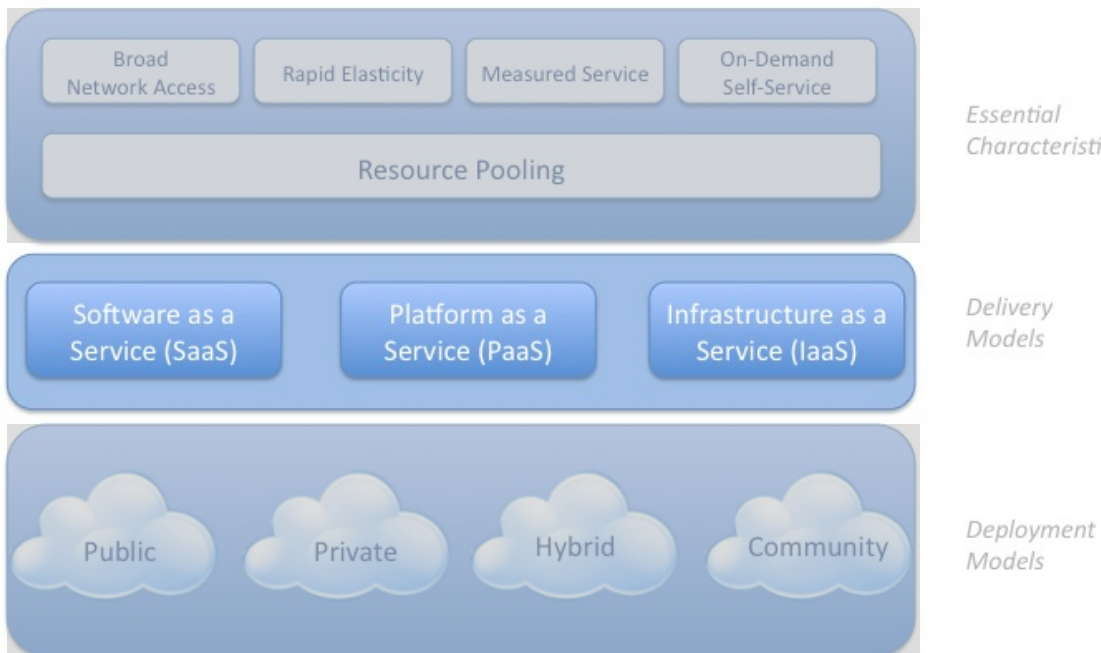 Broad
Network Access
Rapid Elasticity
Measured Service
On-Demand
Self-Service
Essential
Characteristi
Resource Pooling
Software as a
Service (SaaS)
Platform as a
Service (PaaS)
Infrastructure as a
Service (IaaS)
Delivery
Models
Public
Private
Hybrid
Community
Deployment
Models